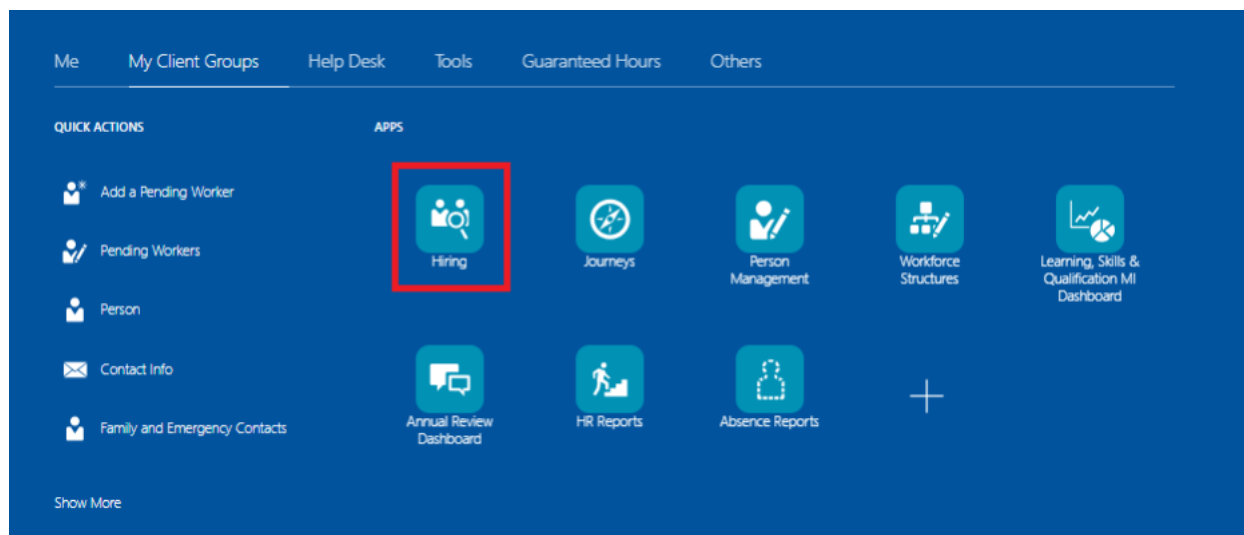 Me My Client Groups Help Desk Tools Guaranteed Hours Others
QUICK ACTIONS
Add a Pending Worker
Pending Workers
Person
Contact Info
Family and Emergency Contacts
Show More
APPS
Hiring
Journeys
Person
Management
Workforce
Structures
Learning, Skills &
Qualification MI
Dashboard
Annual Review
Dashboard
HR Reports
Absence Reports